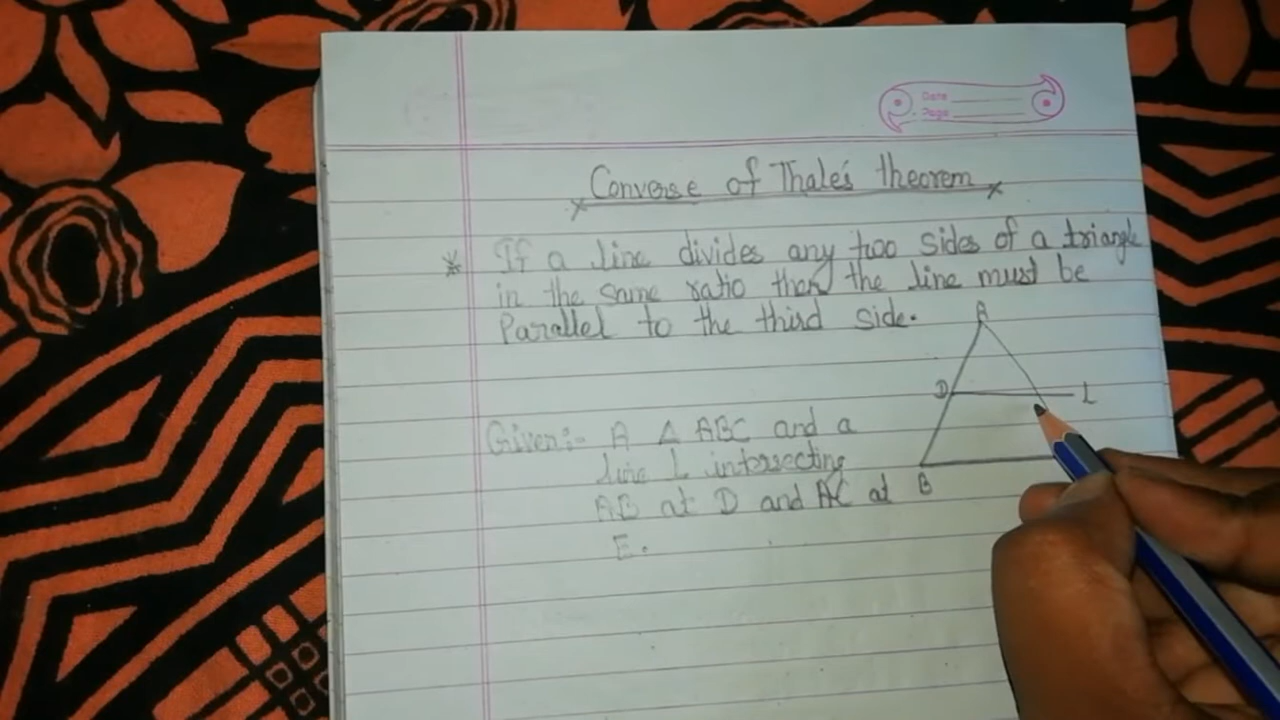 Date
Page
Converse of Thale's theorem
* If a line divides any two sides of a triangle
in the same ratio then the line must be
Parallel to the third side.
A
D
L
Given:- A △ ABC and a
line L intersecting
AB at D and AC at
B
E.